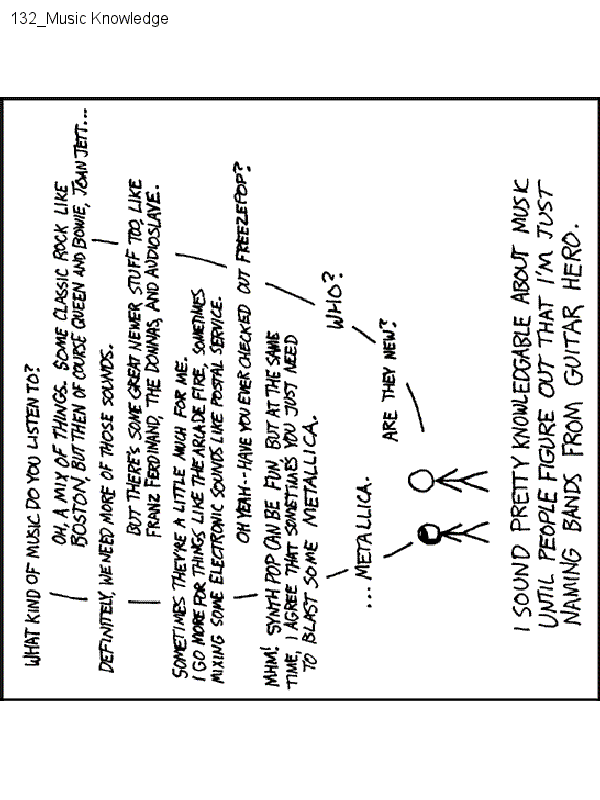 132_Music Knowledge
WHAT KIND OF MUSIC DO YOU LISTEN TO?
OH, A MIX OF THINGS. SOME CLASSIC ROCK LIKE
BOSTON, BUT THEN OF COURSE QUEEN AND BOWIE, JOAN JETT...
DEFINITELY, WE NEED MORE OF THOSE SOUNDS.
BUT THERE'S SOME GREAT NEWER STUFF TOO, LIKE
FRANZ FERDINAND, THE DONNAS, AND AUDIOSLAVE.
SOMETIMES THEY'RE A LITTLE MUCH FOR ME.
I GO MORE FOR THINGS LIKE THE ARCADE FIRE, SOMETIMES
MIXING SOME ELECTRONIC SOUNDS LIKE POSTAL SERVICE.
OH YEAH -- HAVE YOU EVER CHECKED OUT FREEZEPOP?
MHM! SYNTH POP CAN BE FUN. BUT AT THE SAME
TIME, I AGREE THAT SOMETIMES YOU JUST NEED
TO BLAST SOME METALLICA.
WHO?
... METALLICA.
ARE THEY NEW?
I SOUND PRETTY KNOWLEDGABLE ABOUT MUSIC
UNTIL PEOPLE FIGURE OUT THAT I'M JUST
NAMING BANDS FROM GUITAR HERO.